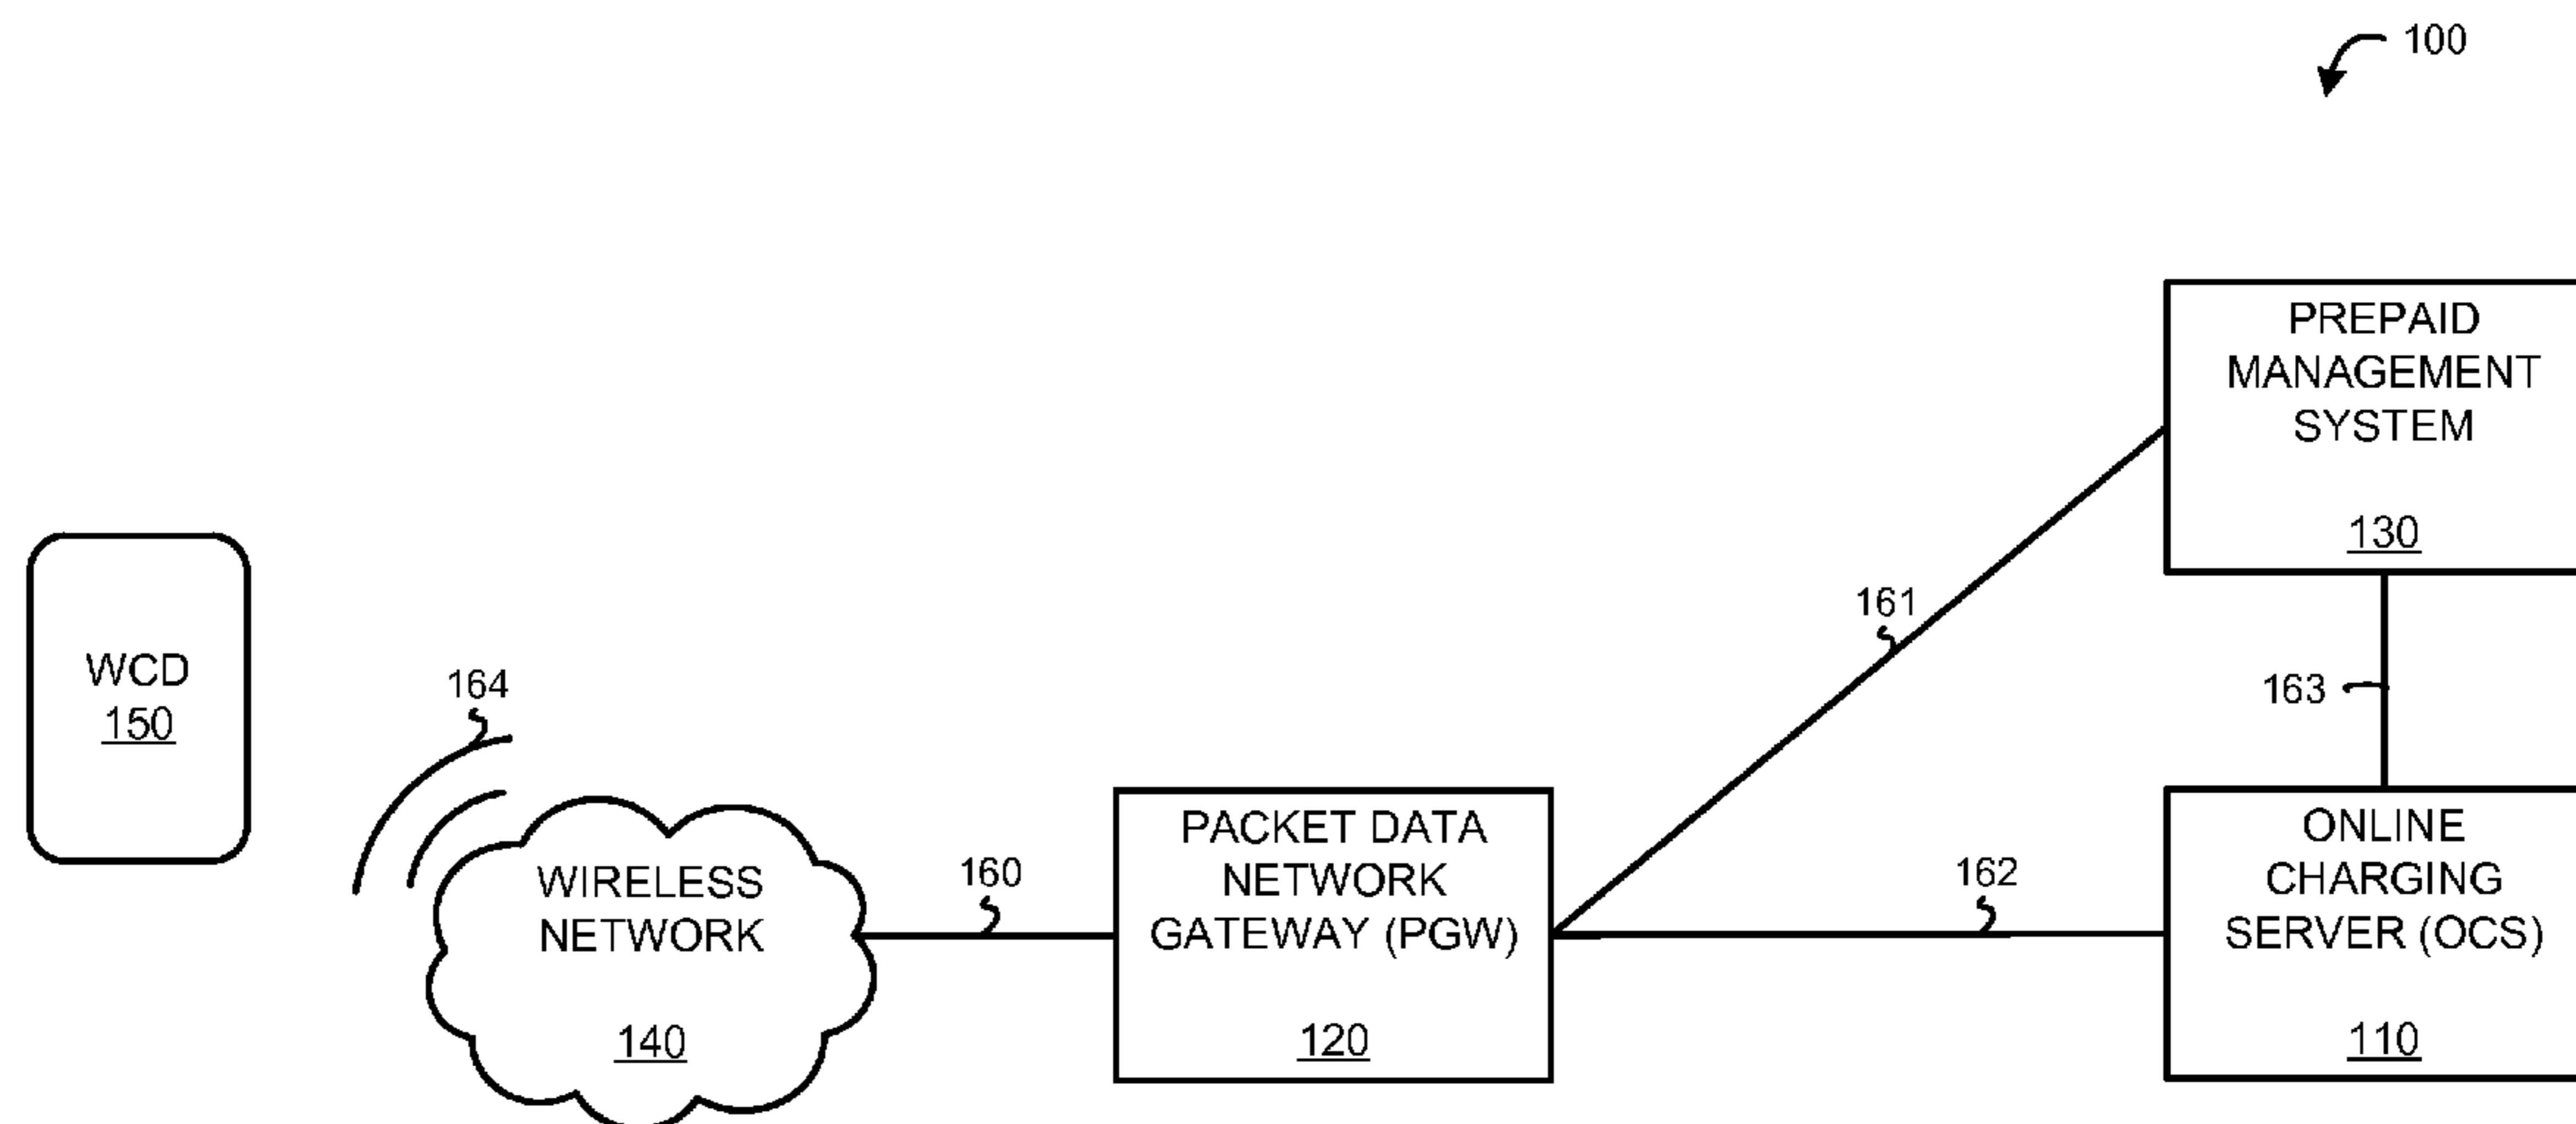 100
PREPAID
MANAGEMENT
SYSTEM
130
161
163
WCD
150
164
WIRELESS
NETWORK
140
160
PACKET DATA
NETWORK
GATEWAY (PGW)
120
162
ONLINE
CHARGING
SERVER (OCS)
110